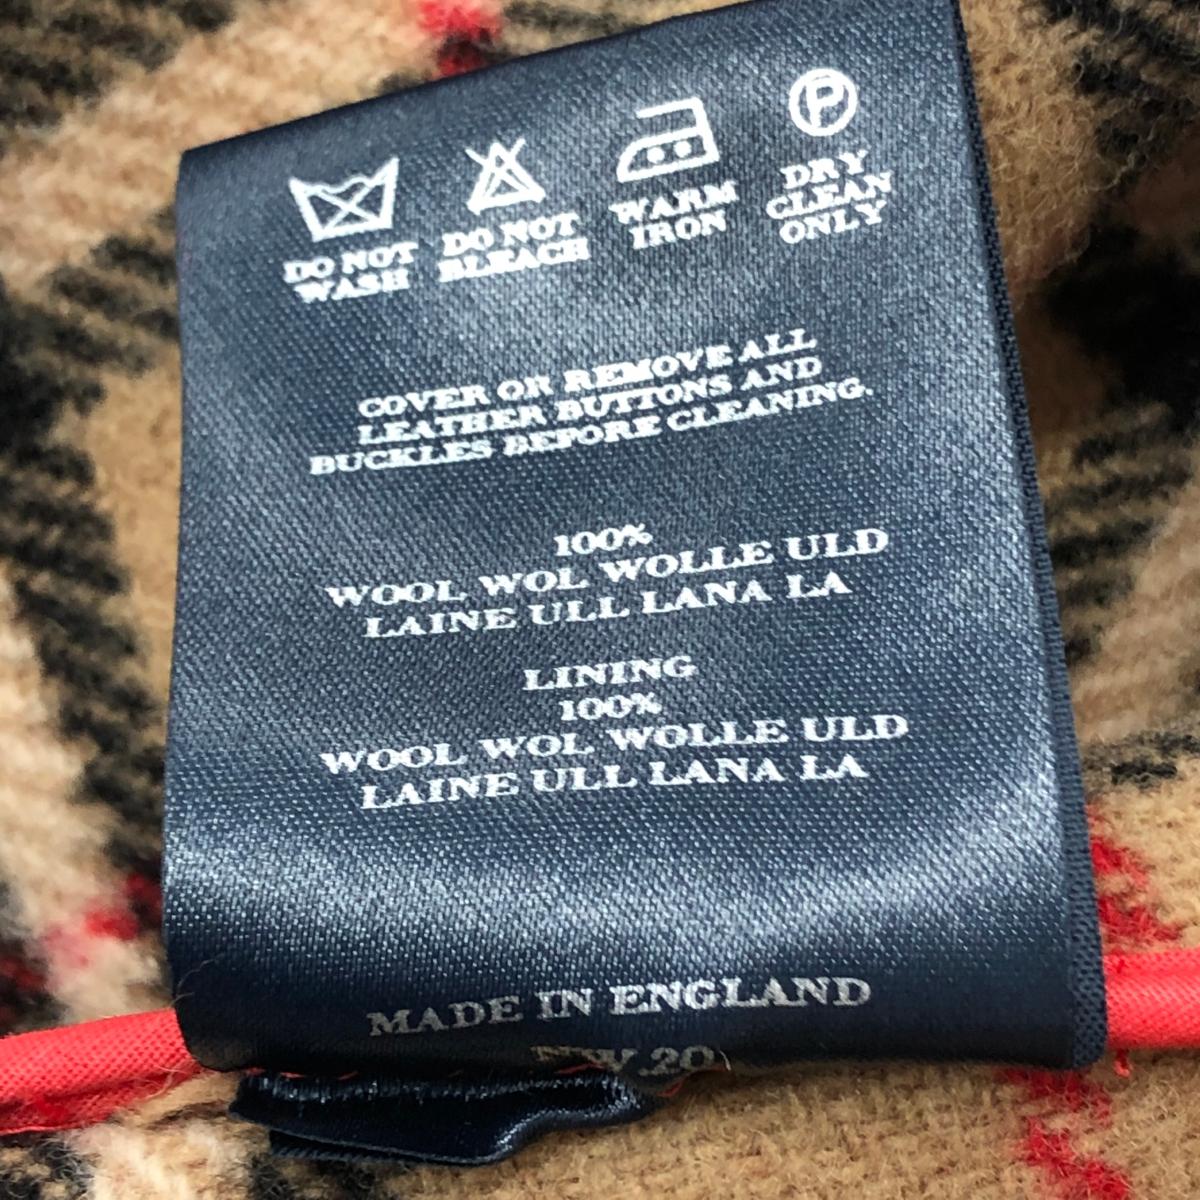 P
DO NOT
WASH
DO NOT
BLEACH
WARM
IRON
DRY
CLEAN
ONLY
COVER OR REMOVE ALL
LEATHER BUTTONS AND
BUCKLES BEFORE CLEANING.
100%
WOOL WOL WOLLE ULD
LAINE ULL LANA LA
LINING
100%
WOOL WOL WOLLE ULD
LAINE ULL LANA LA
MADE IN ENGLAND
20